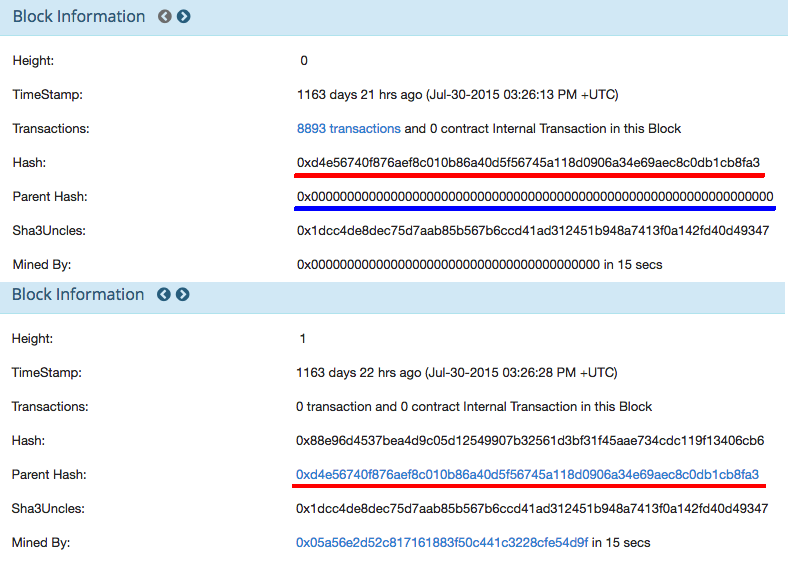 Block Information
Height: 0
TimeStamp: 1163 days 21 hrs ago (Jul-30-2015 03:26:13 PM +UTC)
Transactions: 8893 transactions and 0 contract Internal Transaction in this Block
Hash: 0xd4e56740f876aef8c010b86a40d5f56745a118d0906a34e69aec8c0db1cb8fa3
Parent Hash: 0x0000000000000000000000000000000000000000000000000000000000000000
Sha3Uncles: 0x1dcc4de8dec75d7aab85b567b6ccd41ad312451b948a7413f0a142fd40d49347
Mined By: 0x0000000000000000000000000000000000000000 in 15 secs
Block Information
Height: 1
TimeStamp: 1163 days 22 hrs ago (Jul-30-2015 03:26:28 PM +UTC)
Transactions: 0 transaction and 0 contract Internal Transaction in this Block
Hash: 0x88e96d4537bea4d9c05d12549907b32561d3bf31f45aae734cdc119f13406cb6
Parent Hash: 0xd4e56740f876aef8c010b86a40d5f56745a118d0906a34e69aec8c0db1cb8fa3
Sha3Uncles: 0x1dcc4de8dec75d7aab85b567b6ccd41ad312451b948a7413f0a142fd40d49347
Mined By: 0x05a56e2d52c817161883f50c441c3228cfe54d9f in 15 secs